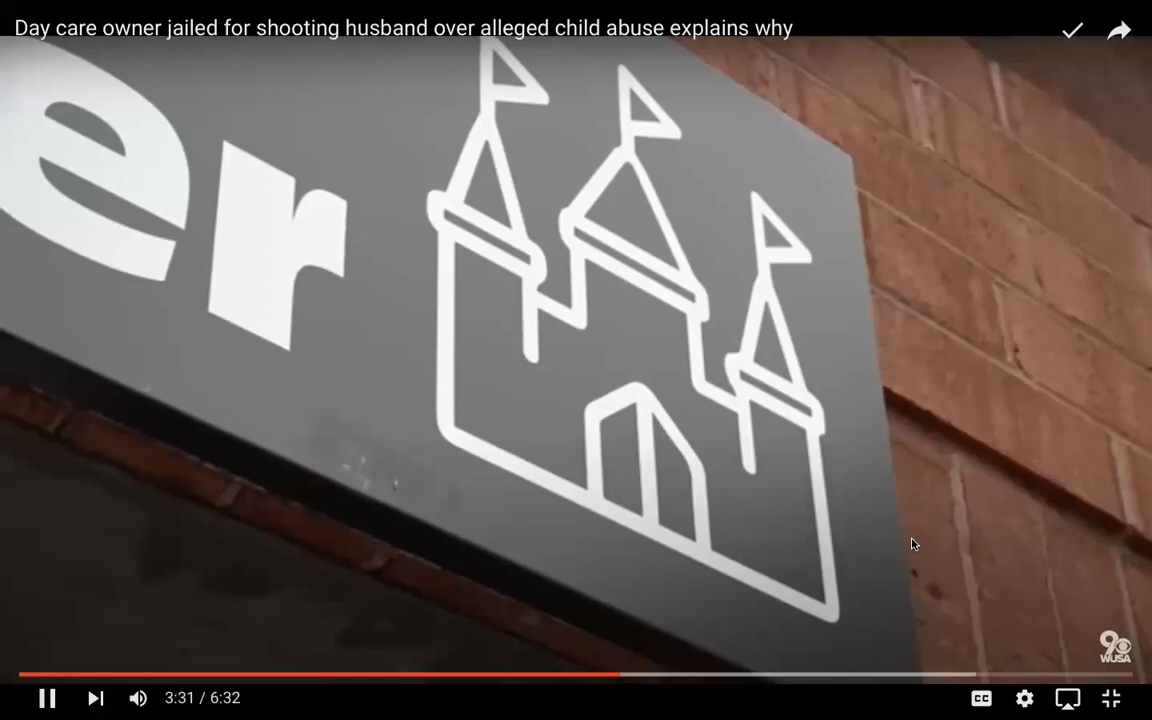 Day care owner jailed for shooting husband over alleged child abuse explains why
er
9
WUSA
3:31 / 6:32
CC